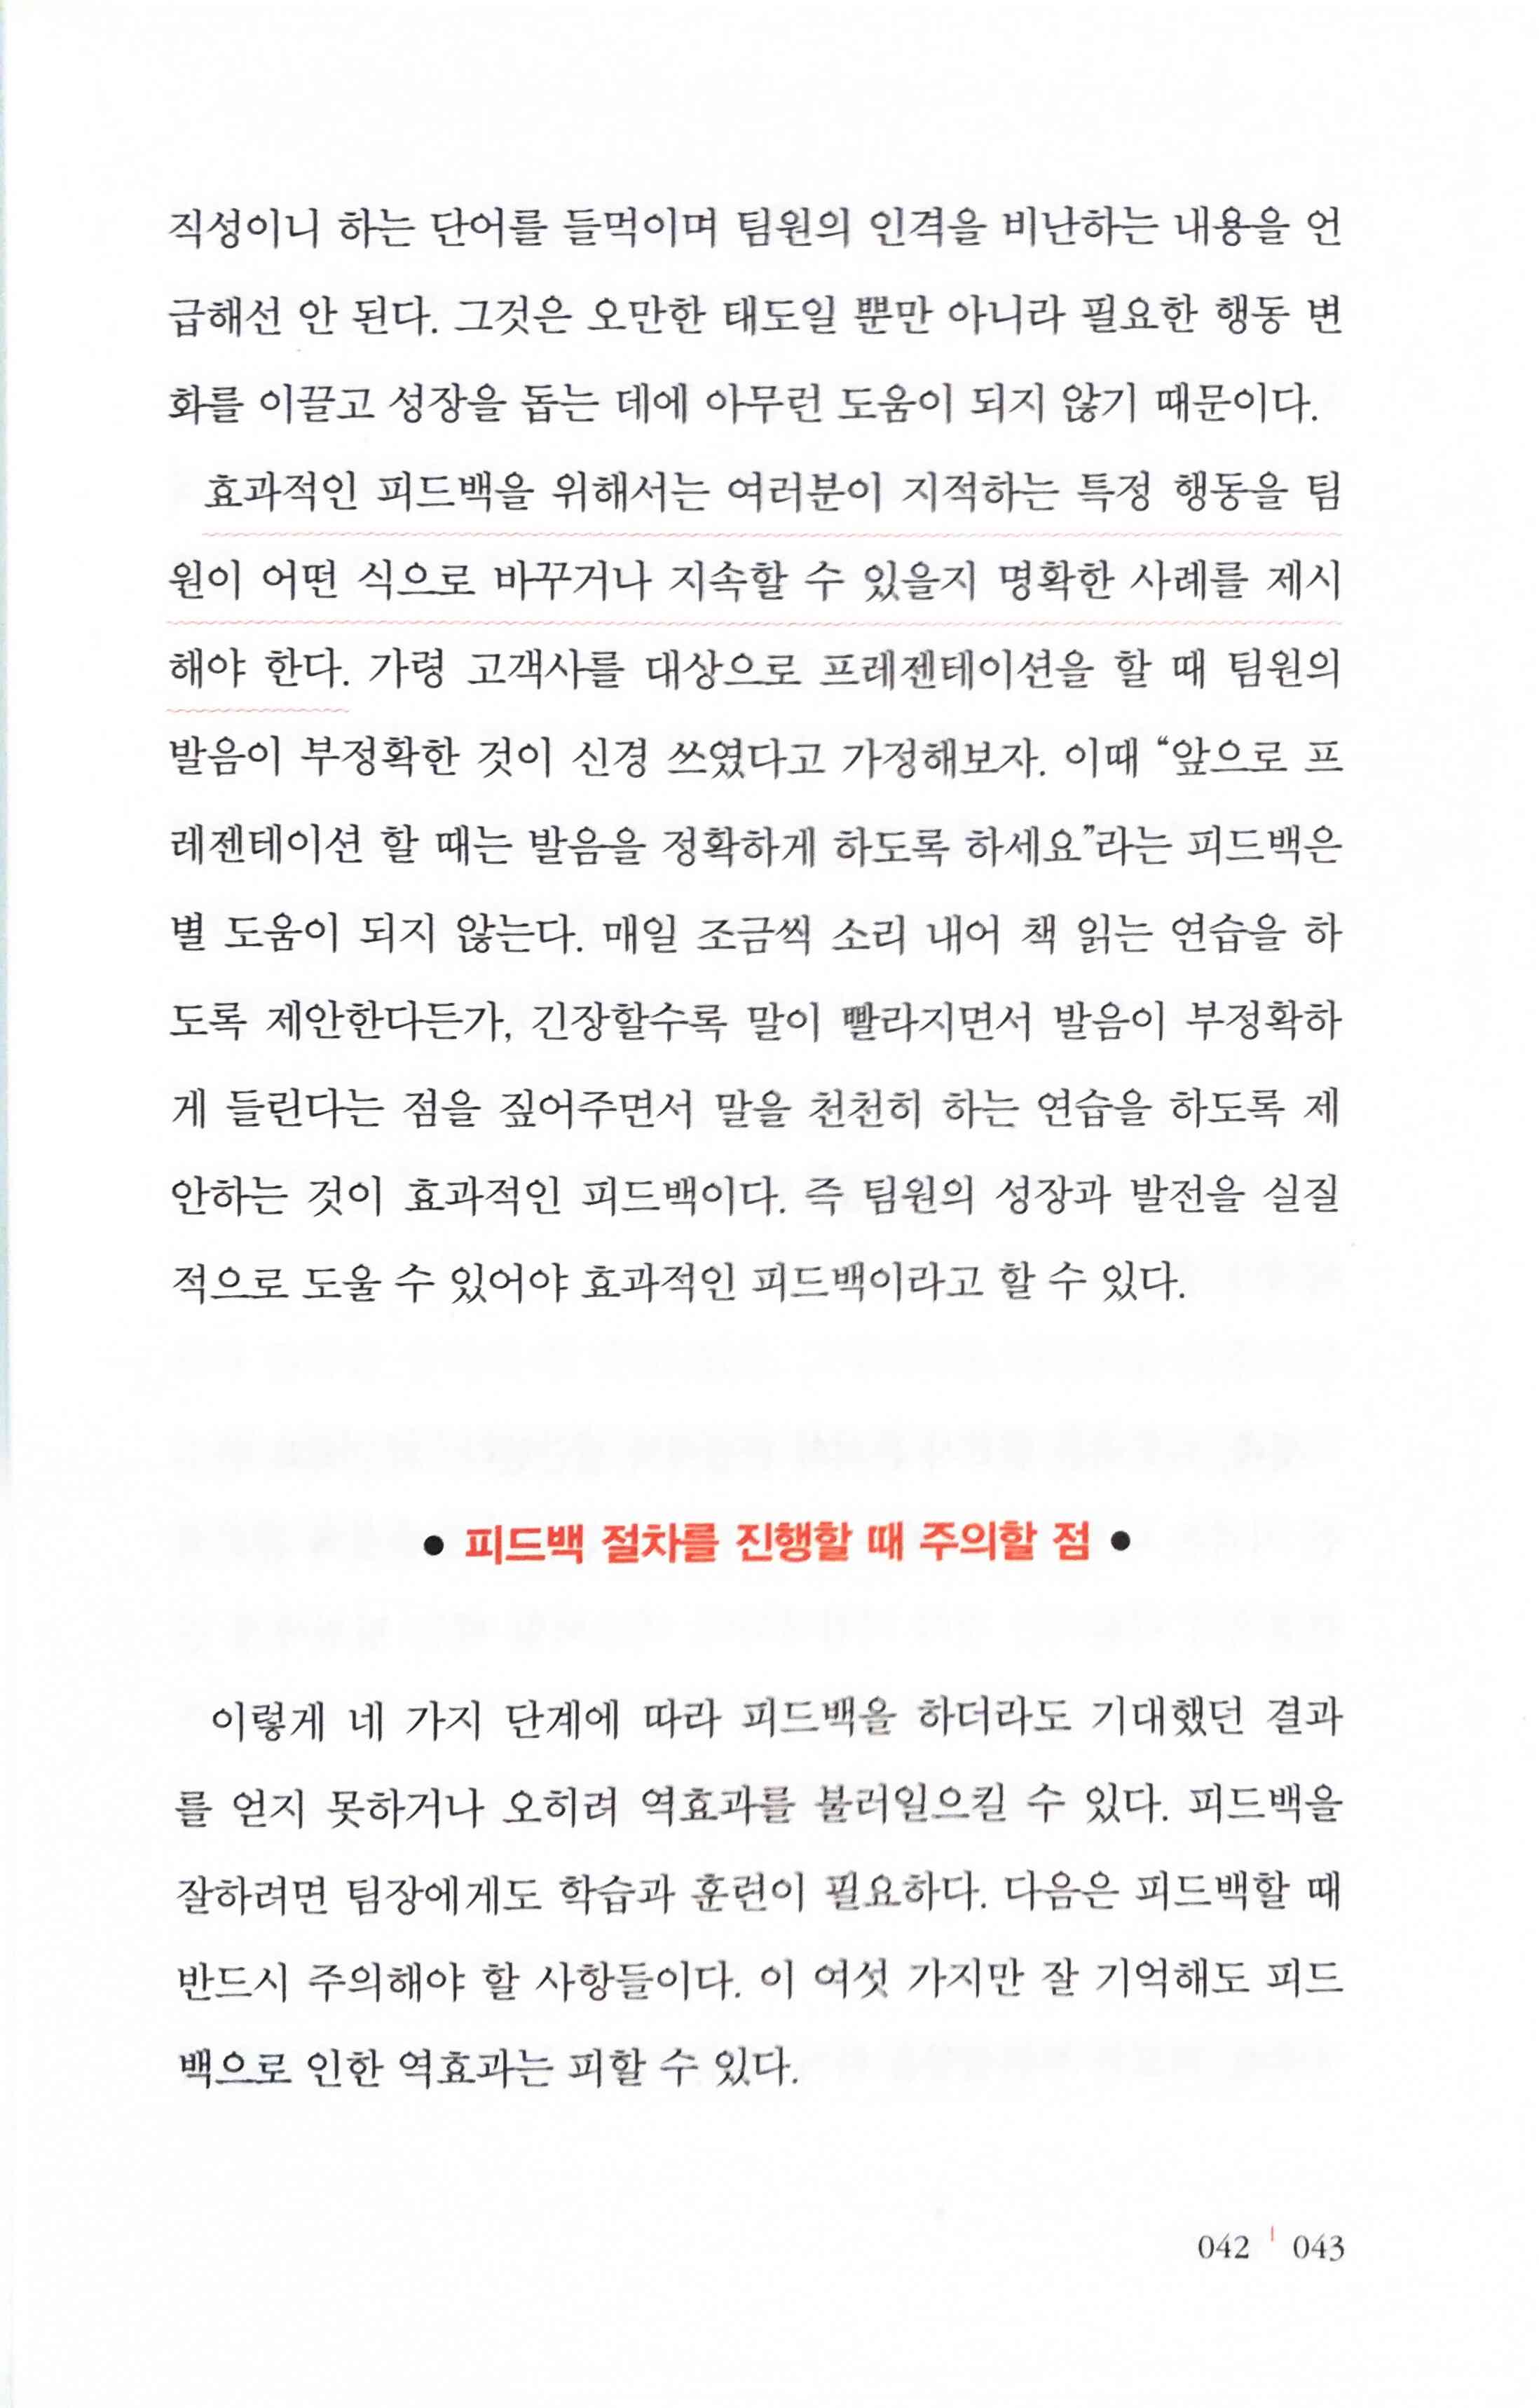 직성이니 하는 단어를 들먹이며 팀원의 인격을 비난하는 내용을 언
급해선 안 된다. 그것은 오만한 태도일 뿐만 아니라 필요한 행동 변
화를 이끌고 성장을 돕는 데에 아무런 도움이 되지 않기 때문이다.
효과적인 피드백을 위해서는 여러분이 지적하는 특정 행동을 팀
원이 어떤 식으로 바꾸거나 지속할 수 있을지 명확한 사례를 제시
해야 한다. 가령 고객사를 대상으로 프레젠테이션을 할 때 팀원의
발음이 부정확한 것이 신경 쓰였다고 가정해보자. 이때 “앞으로 프
레젠테이션 할 때는 발음을 정확하게 하도록 하세요”라는 피드백은
별 도움이 되지 않는다. 매일 조금씩 소리 내어 책 읽는 연습을 하
도록 제안한다든가, 긴장할수록 말이 빨라지면서 발음이 부정확하
게 들린다는 점을 짚어주면서 말을 천천히 하는 연습을 하도록 제
안하는 것이 효과적인 피드백이다. 즉 팀원의 성장과 발전을 실질
적으로 도울 수 있어야 효과적인 피드백이라고 할 수 있다.
● 피드백 절차를 진행할 때 주의할 점 ●
이렇게 네 가지 단계에 따라 피드백을 하더라도 기대했던 결과
를 얻지 못하거나 오히려 역효과를 불러일으킬 수 있다. 피드백을
잘하려면 팀장에게도 학습과 훈련이 필요하다. 다음은 피드백할 때
반드시 주의해야 할 사항들이다. 이 여섯 가지만 잘 기억해도 피드
백으로 인한 역효과는 피할 수 있다.
042 | 043